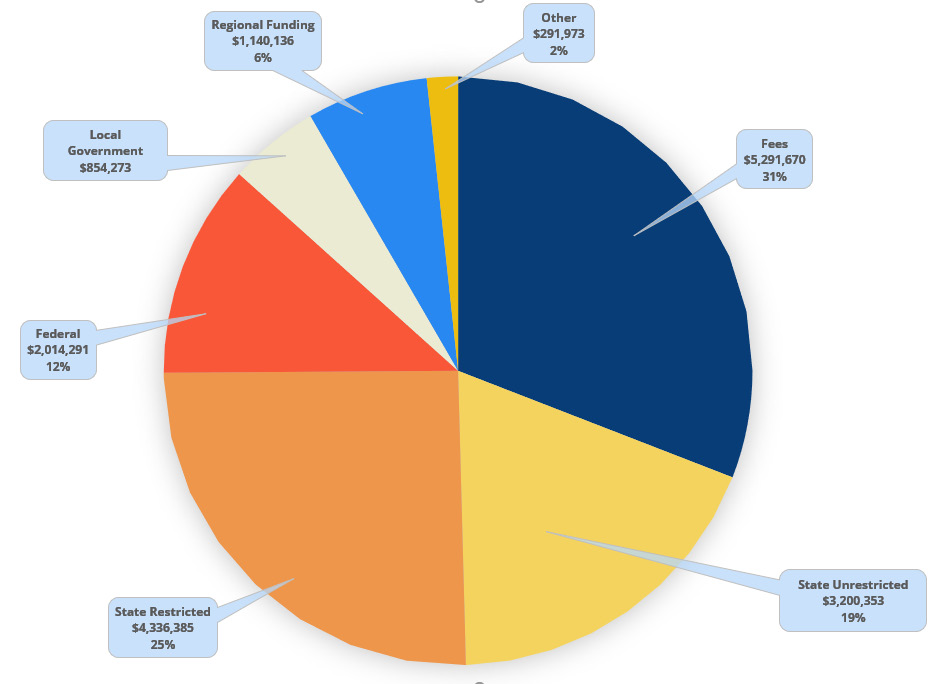 Other
$291,973
2%
Regional Funding
$1,140,136
6%
Local
Government
$854,273
Fees
$5,291,670
31%
Federal
$2,014,291
12%
State Unrestricted
$3,200,353
19%
State Restricted
$4,336,385
25%